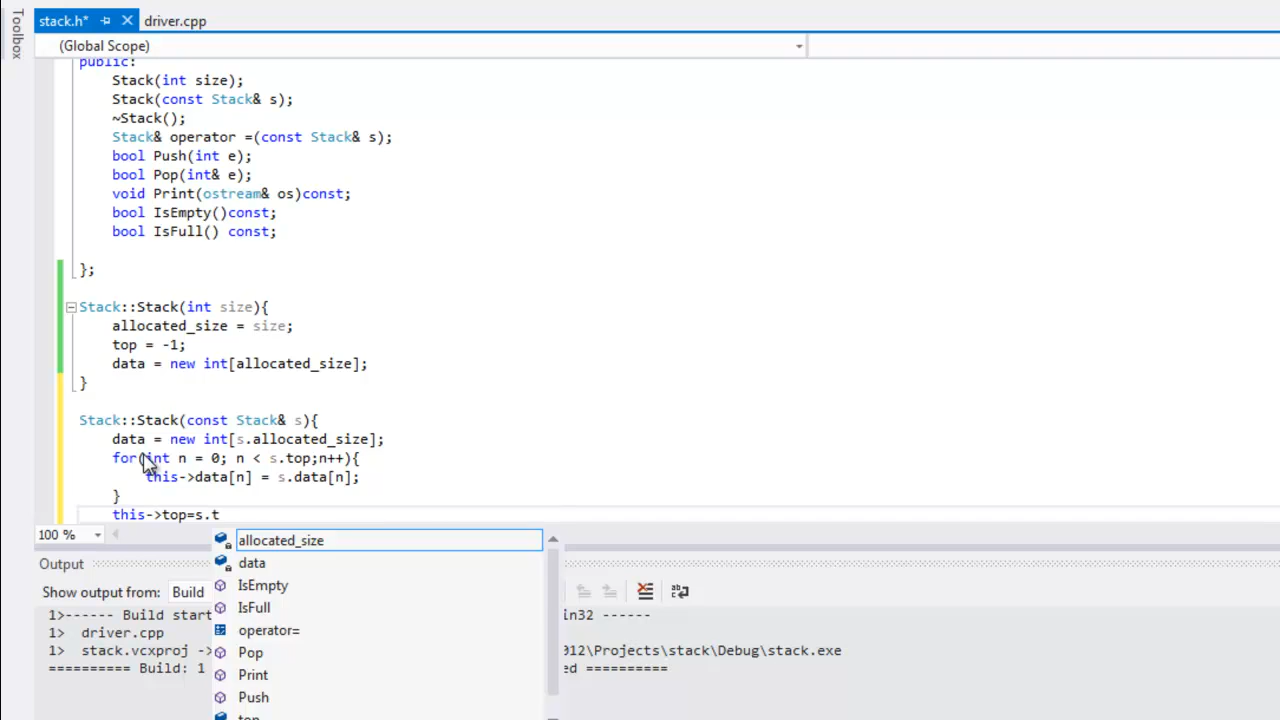 Toolbox
stack.h* driver.cpp
(Global Scope)
public:
Stack(int size);
Stack(const Stack& s);
~Stack();
Stack& operator =(const Stack& s);
bool Push(int e);
bool Pop(int& e);
void Print(ostream& os)const;
bool IsEmpty()const;
bool IsFull() const;
};
Stack::Stack(int size){
allocated_size = size;
top = -1;
data = new int[allocated_size];
}
Stack::Stack(const Stack& s){
data = new int[s.allocated_size];
for(int n = 0; n < s.top;n++){
this->data[n] = s.data[n];
}
this->top=s.t
100 %
allocated_size
data
IsEmpty
IsFull
operator=
Pop
Print
Push
top
Output
Show output from: Build
1>------ Build start in32 ------
1> driver.cpp
1> stack.vcxproj -> 012\Projects\stack\Debug\stack.exe
========== Build: 1 ed ==========